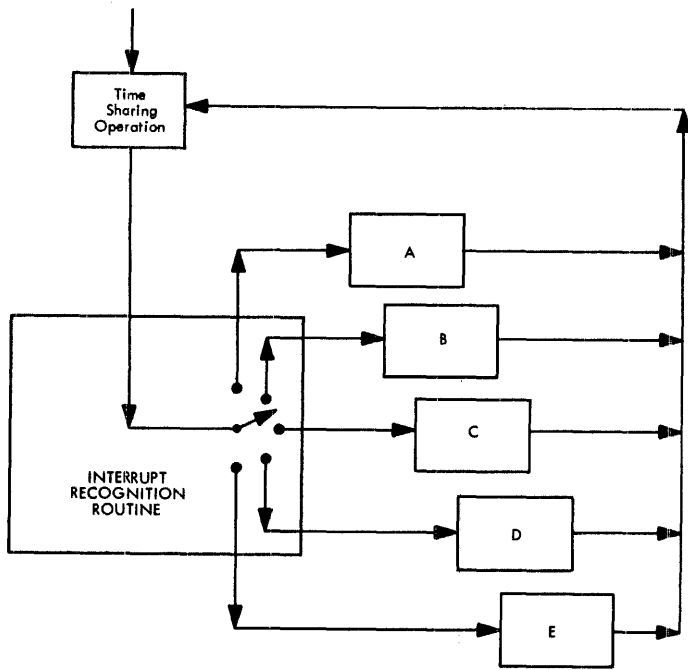 Time
Sharing
Operation
A
B
C
INTERRUPT
RECOGNITION
ROUTINE
D
E